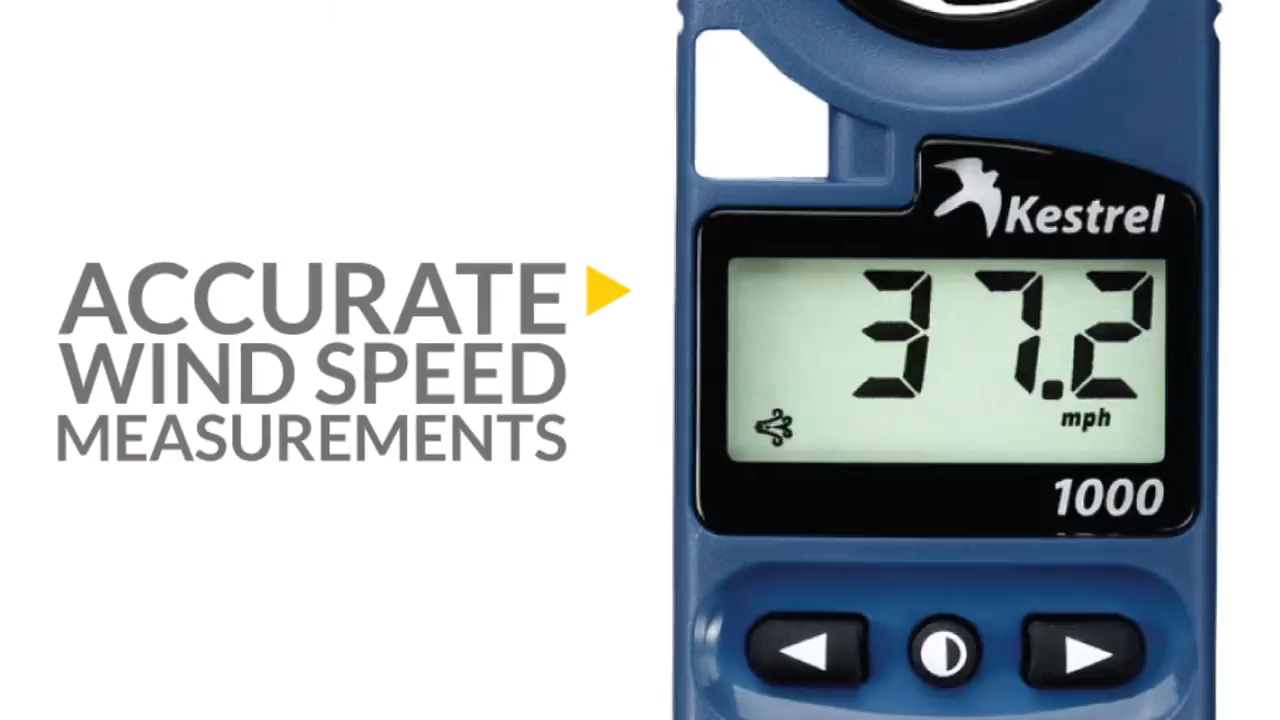 ACCURATE
WIND SPEED
MEASUREMENTS
Kestrel
37.2
mph
1000